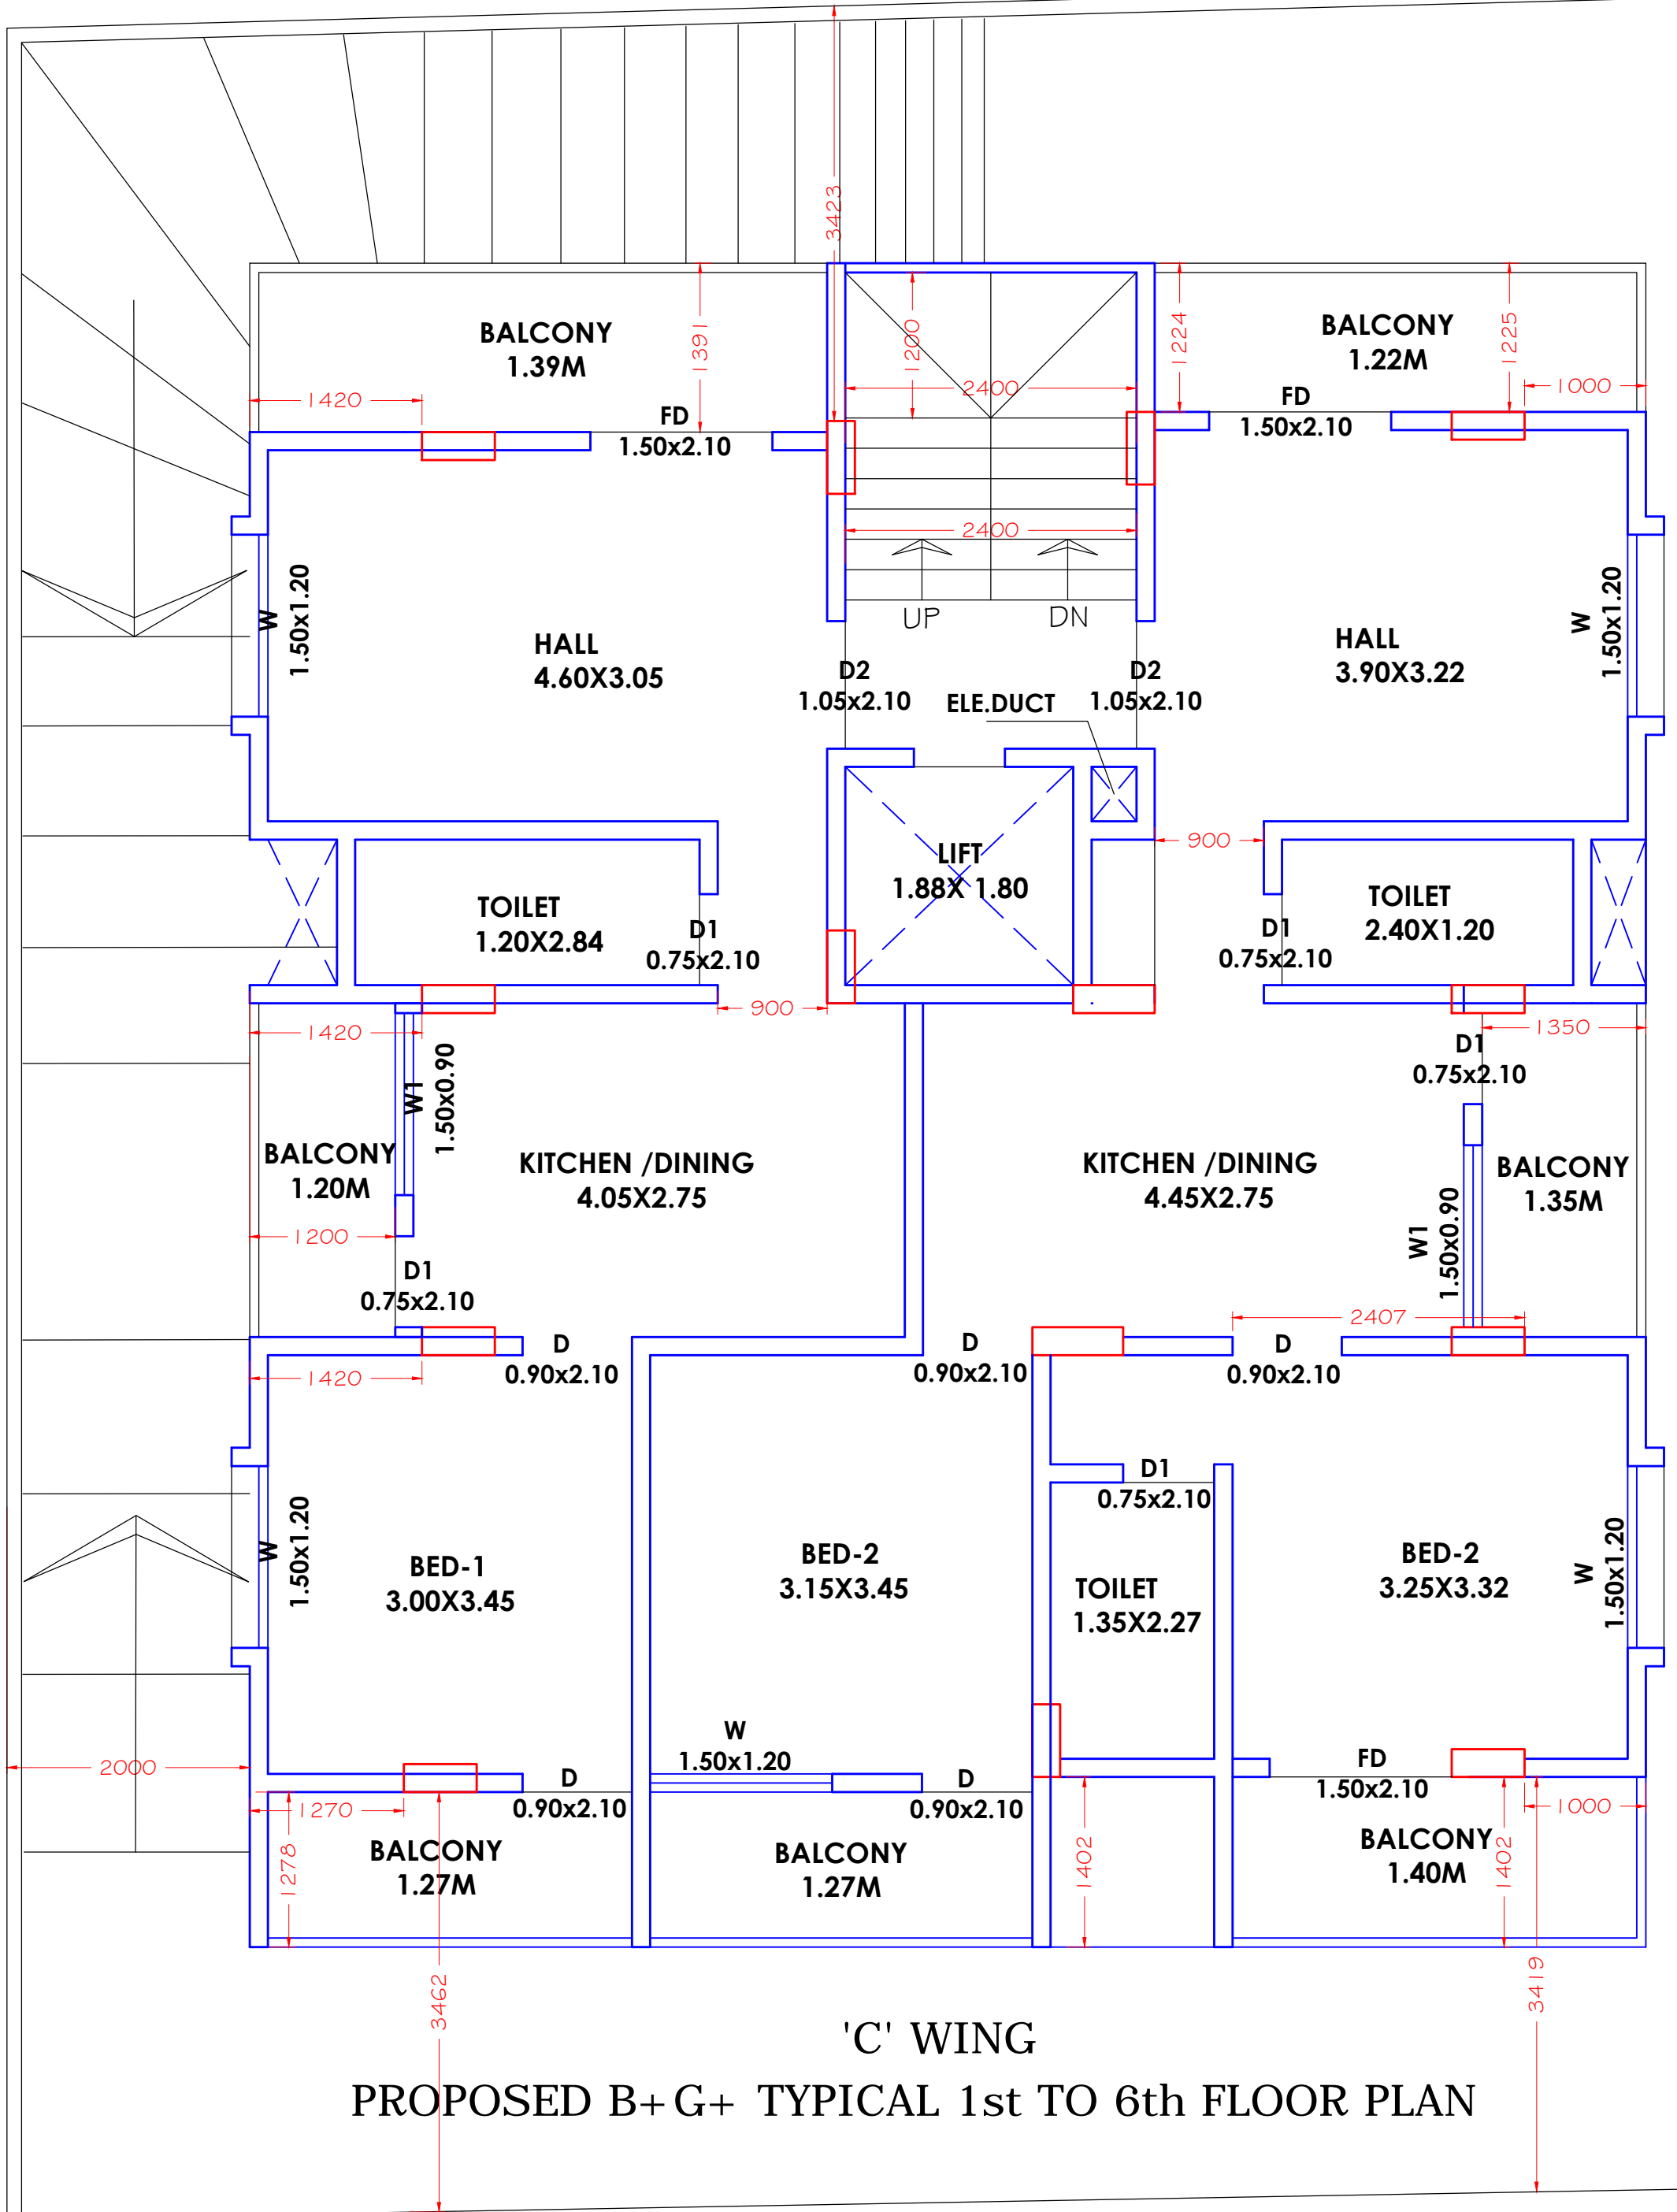 3423
BALCONY
1.39M
1391
1420
FD
1.50x2.10
1200
2400
2400
UP
DN
BALCONY
1.22M
1224
1225
1000
FD
1.50x2.10
W
1.50x1.20
HALL
4.60X3.05
D2
1.05x2.10
ELE.DUCT
D2
1.05x2.10
HALL
3.90X3.22
W
1.50x1.20
LIFT
1.88X 1.80
900
TOILET
1.20X2.84
D1
0.75x2.10
D1
0.75x2.10
TOILET
2.40X1.20
900
1420
1350
D1
0.75x2.10
W1
1.50x0.90
BALCONY
1.20M
KITCHEN /DINING
4.05X2.75
KITCHEN /DINING
4.45X2.75
BALCONY
1.35M
W1
1.50x0.90
1200
D1
0.75x2.10
2407
D
0.90x2.10
D
0.90x2.10
D
0.90x2.10
1420
D1
0.75x2.10
W
1.50x1.20
BED-1
3.00X3.45
BED-2
3.15X3.45
TOILET
1.35X2.27
BED-2
3.25X3.32
W
1.50x1.20
2000
W
1.50x1.20
D
0.90x2.10
D
0.90x2.10
FD
1.50x2.10
1270
1000
1278
BALCONY
1.27M
BALCONY
1.27M
1402
BALCONY
1.40M
1402
3462
3419
'C' WING
PROPOSED B+G+ TYPICAL 1st TO 6th FLOOR PLAN